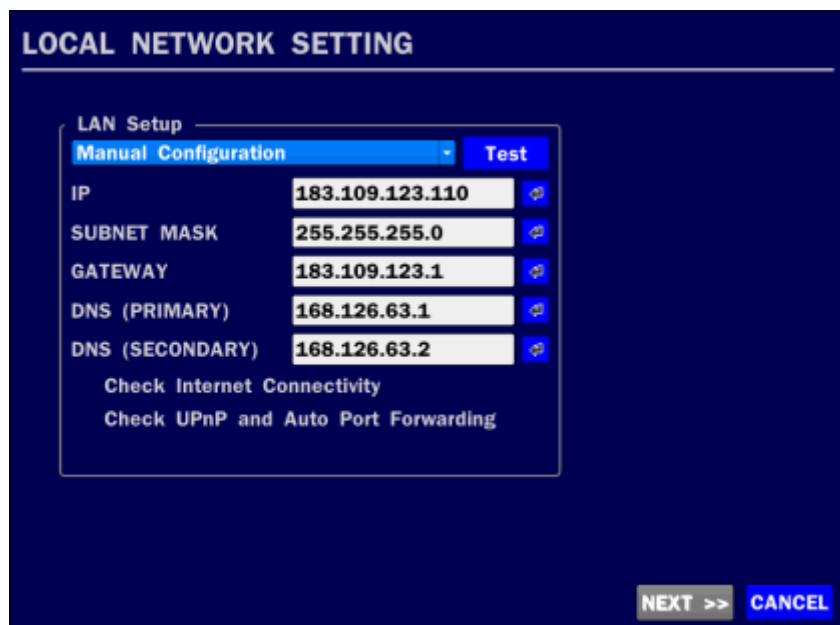 LOCAL NETWORK SETTING
LAN Setup
Manual Configuration Test
IP 183.109.123.110
SUBNET MASK 255.255.255.0
GATEWAY 183.109.123.1
DNS (PRIMARY) 168.126.63.1
DNS (SECONDARY) 168.126.63.2
Check Internet Connectivity
Check UPnP and Auto Port Forwarding
NEXT >> CANCEL